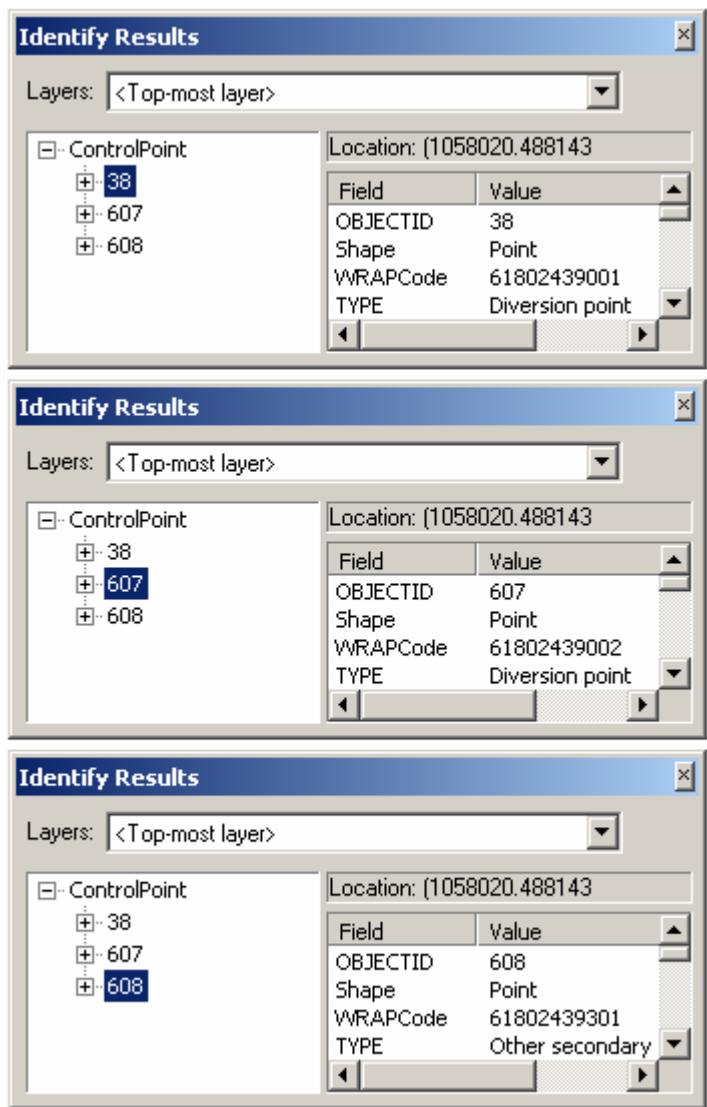 Identify Results
Layers: <Top-most layer>
ControlPoint
38
607
608
Location: (1058020.488143
Field Value
OBJECTID 38
Shape Point
WRAPCode 61802439001
TYPE Diversion point
Identify Results
Layers: <Top-most layer>
ControlPoint
38
607
608
Location: (1058020.488143
Field Value
OBJECTID 607
Shape Point
WRAPCode 61802439002
TYPE Diversion point
Identify Results
Layers: <Top-most layer>
ControlPoint
38
607
608
Location: (1058020.488143
Field Value
OBJECTID 608
Shape Point
WRAPCode 61802439301
TYPE Other secondary